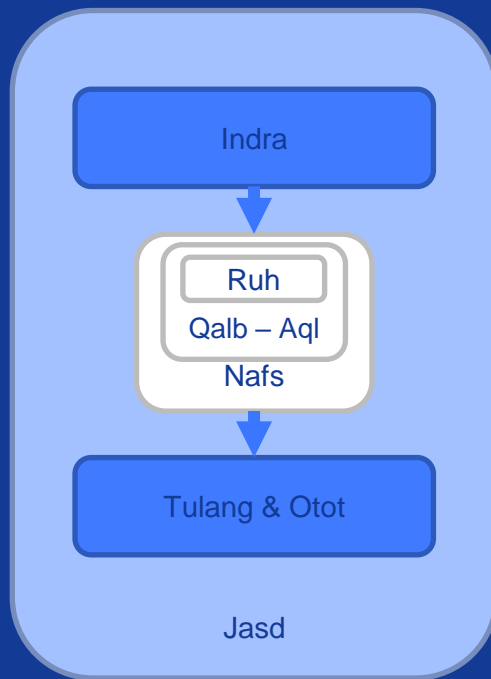 Indra
Ruh
Qalb – Aql
Nafs
Tulang & Otot
Jasd